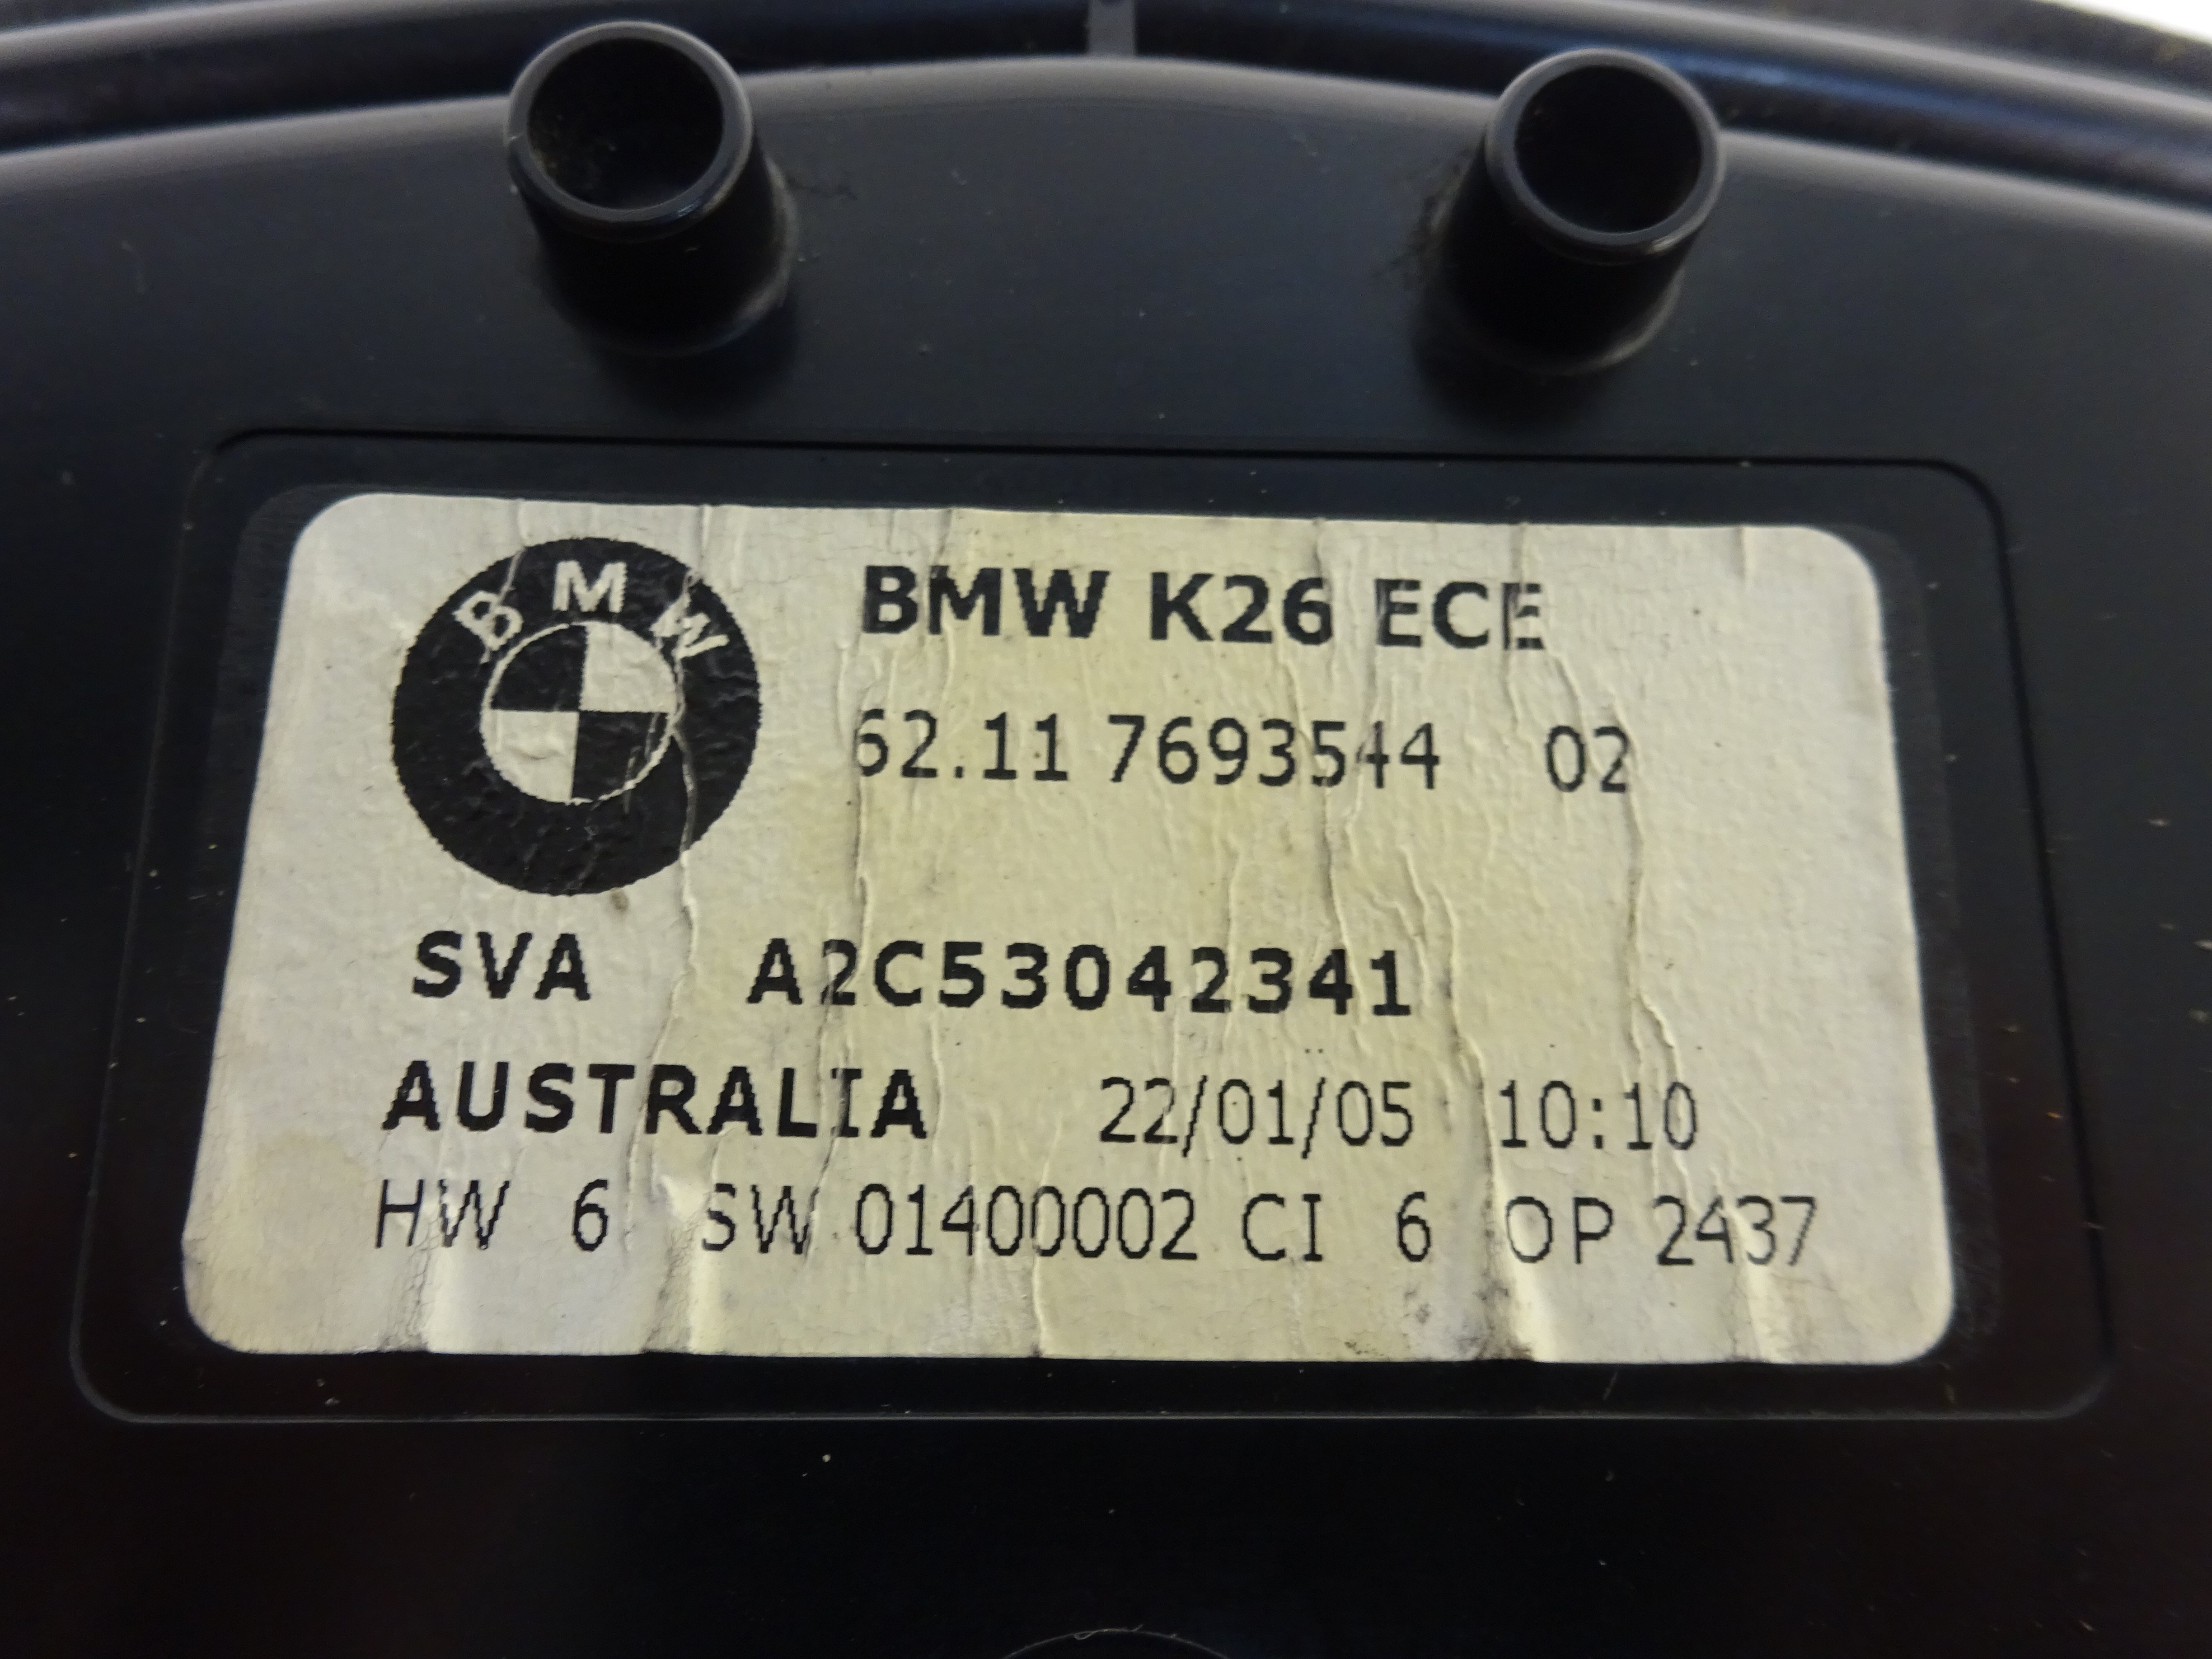 BMW
BMW K26 ECE
62.11 7693544 02
SVA A2C53042341
AUSTRALIA 22/01/05 10:10
HW 6 SW 01400002 CI 6 OP 2437